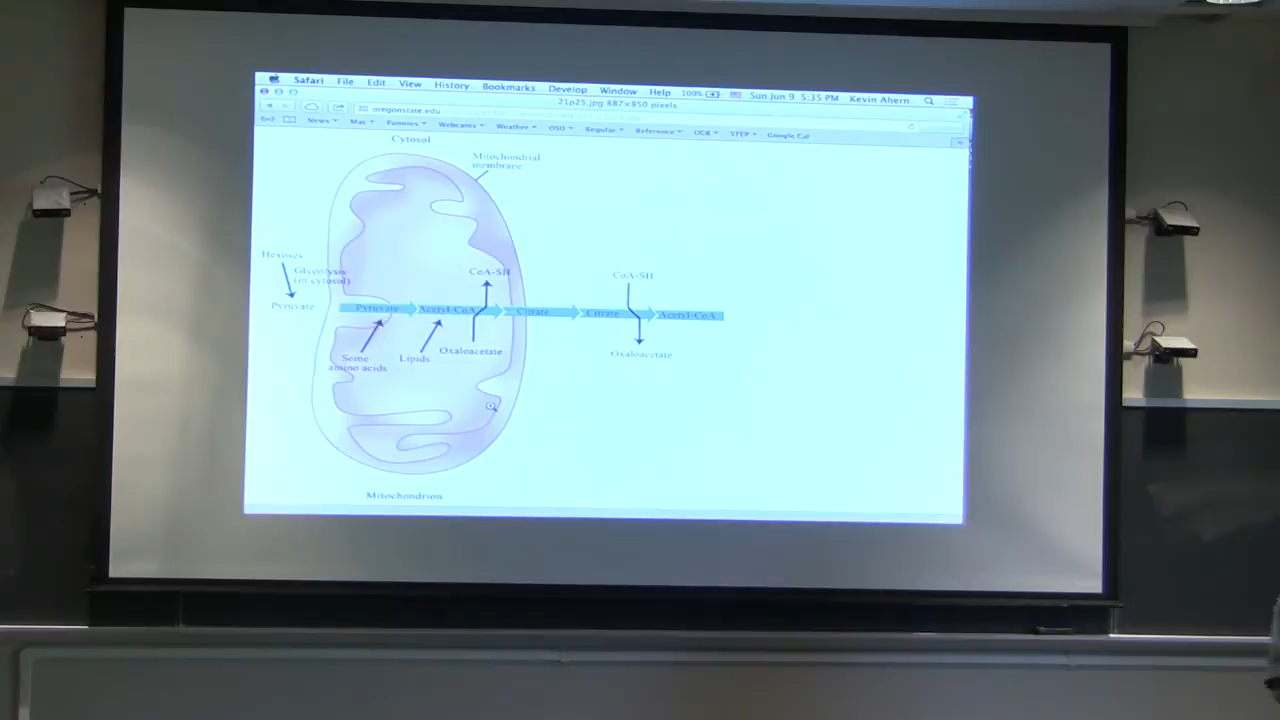 Safari File Edit View History Bookmarks Develop Window Help 100% Sun Jun 9 5:35 PM Kevin Ahern
21p25.jpg 887×850 pixels
oregonstate.edu
News Mac Funnies Webcams Weather OSU Regular Reference UCB STEP Google Cal
Cytosol
Mitochondrial
membrane
Hexoses
Glycolysis
(in cytosol)
CoA-SH
CoA-SH
Pyruvate
Pyruvate
Acetyl-CoA
Citrate
Citrate
Acetyl-CoA
Some
amino acids
Lipids
Oxaloacetate
Oxaloacetate
Mitochondrion